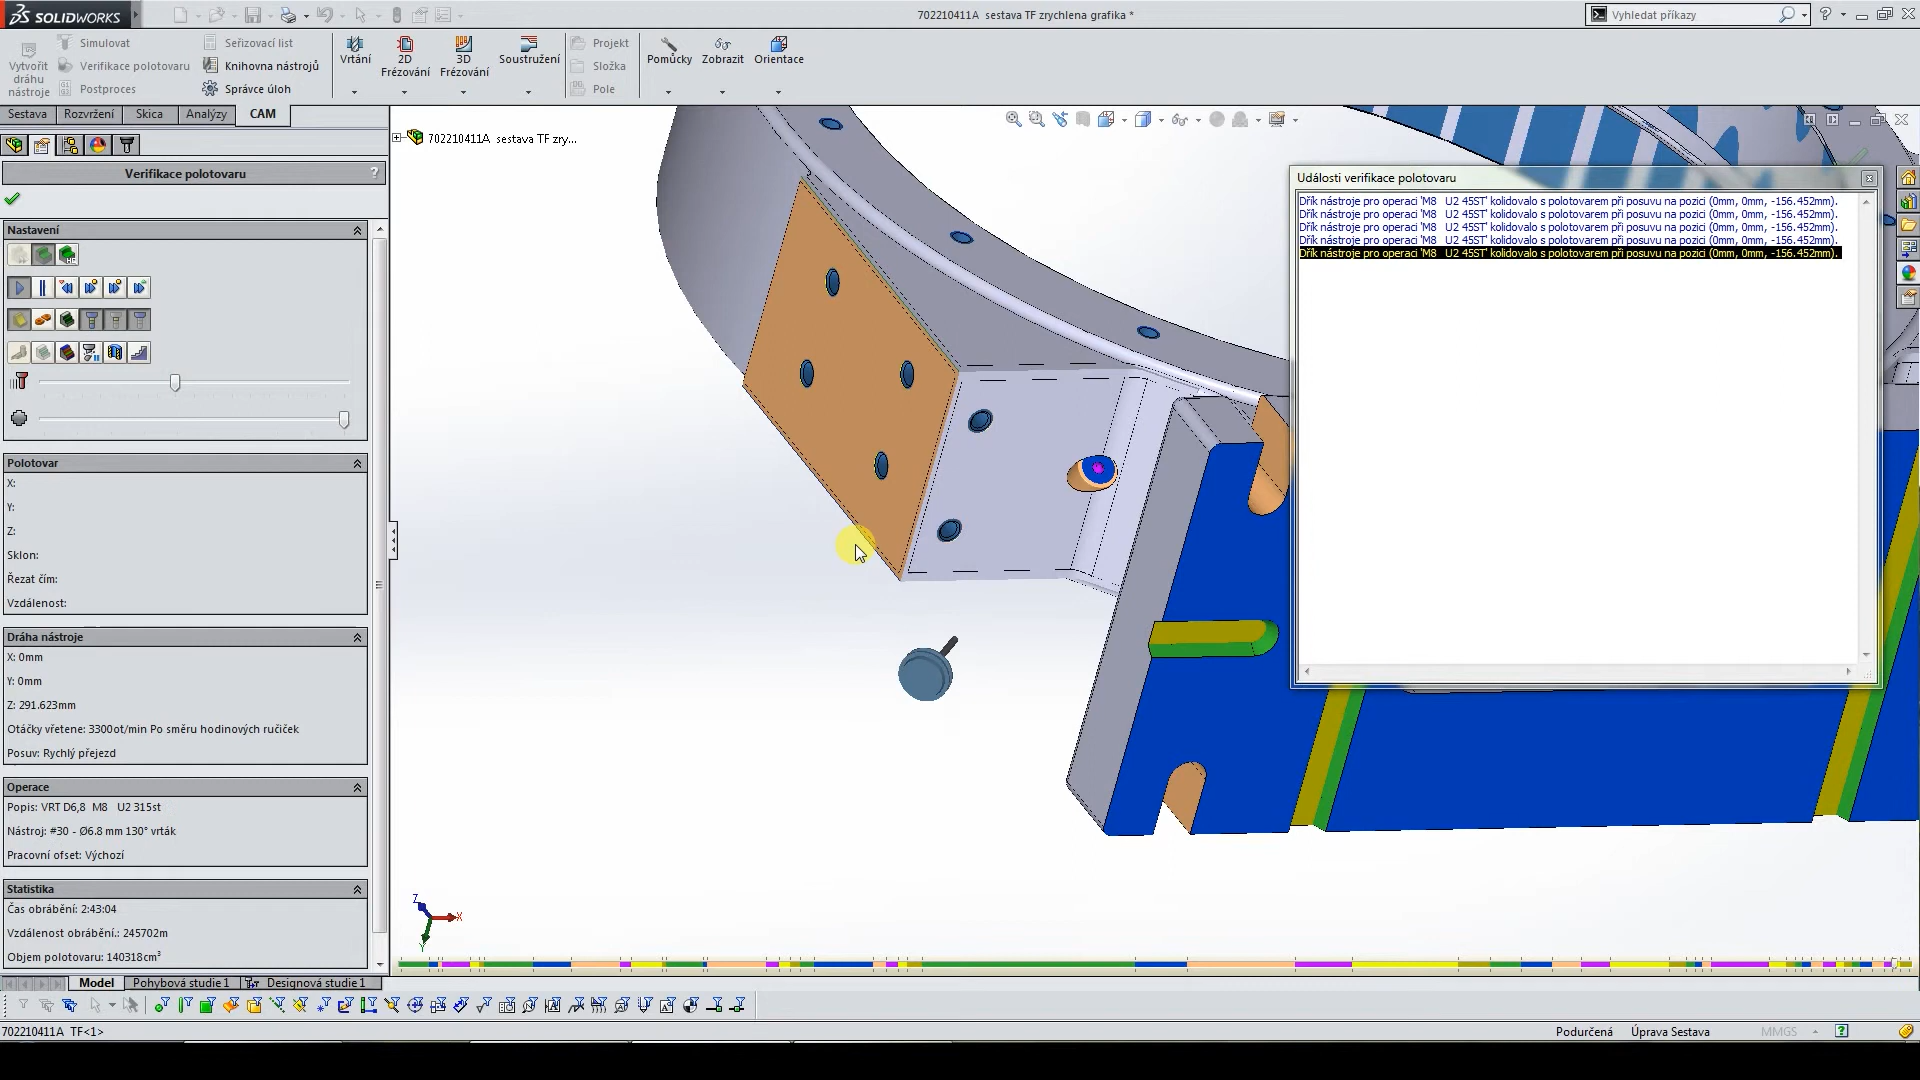 SOLIDWORKS
702210411A  sestava TF zrychlena grafika *
Vyhledat příkazy
Vytvořit dráhu nástroje
Simulovat
Verifikace polotovaru
Postproces
Seřizovací list
Knihovna nástrojů
Správce úloh
Vrtání
2D Frézování
3D Frézování
Soustružení
Projekt
Složka
Pole
Pomůcky
Zobrazit
Orientace
Sestava
Rozvržení
Skica
Analýzy
CAM
702210411A  sestava TF zry...
Verifikace polotovaru
?
Nastavení
Polotovar
X:
Y:
Z:
Sklon:
Řezat čím:
Vzdálenost:
Dráha nástroje
X: 0mm
Y: 0mm
Z: 291.623mm
Otáčky vřetene: 3300ot/min Po směru hodinových ručiček
Posuv: Rychlý přejezd
Operace
Popis: VRT D6,8  M8   U2 315st
Nástroj: #30 - Ø6.8 mm 130° vrták
Pracovní ofset: Výchozí
Statistika
Čas obrábění: 2:43:04
Vzdálenost obrábění.: 245702m
Objem polotovaru: 140318cm³
Události verifikace polotovaru
Dřík nástroje pro operaci 'M8   U2 45ST' kolidovalo s polotovarem při posuvu na pozici (0mm, 0mm, -156.452mm).
Dřík nástroje pro operaci 'M8   U2 45ST' kolidovalo s polotovarem při posuvu na pozici (0mm, 0mm, -156.452mm).
Dřík nástroje pro operaci 'M8   U2 45ST' kolidovalo s polotovarem při posuvu na pozici (0mm, 0mm, -156.452mm).
Dřík nástroje pro operaci 'M8   U2 45ST' kolidovalo s polotovarem při posuvu na pozici (0mm, 0mm, -156.452mm).
Dřík nástroje pro operaci 'M8   U2 45ST' kolidovalo s polotovarem při posuvu na pozici (0mm, 0mm, -156.452mm).
Z
X
Y
Model
Pohybová studie 1
Designová studie 1
702210411A  TF<1>
Podurčená
Úprava Sestava
MMGS